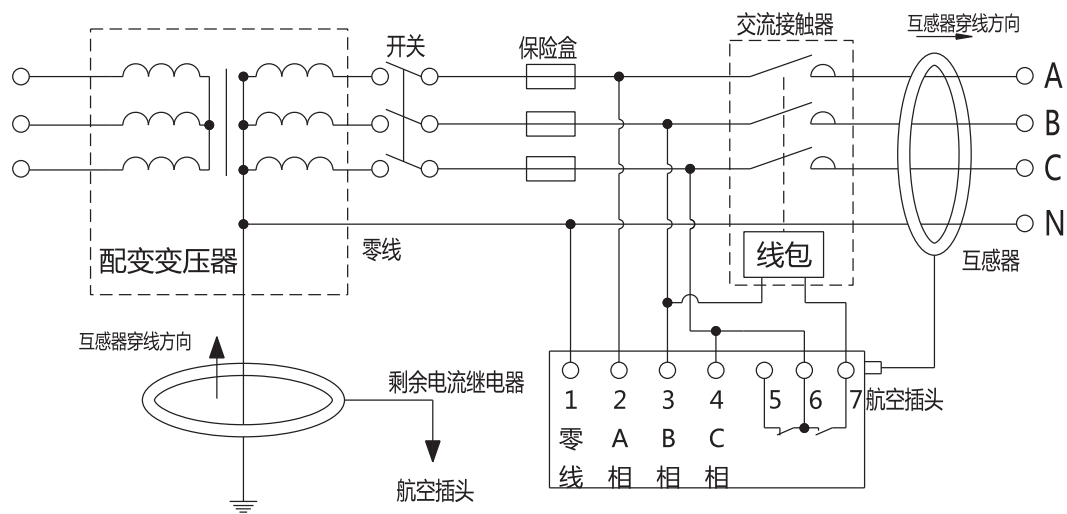 交流接触器
互感器穿线方向
开关
保险盒
A
B
C
N
配变变压器
零线
线包
互感器
互感器穿线方向
剩余电流继电器
航空插头
1 2 3 4 5 6 7
航空插头
零 A B C
线 相 相 相